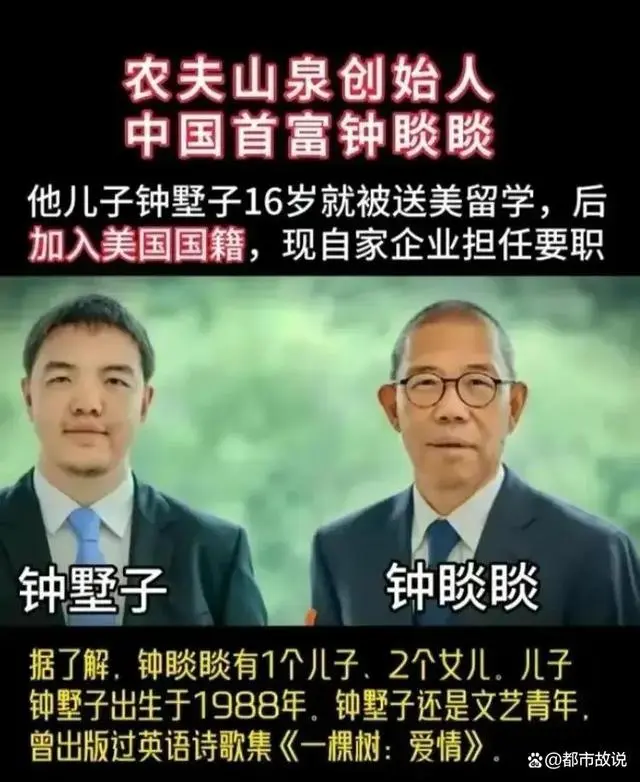 农夫山泉创始人
中国首富钟睒睒
他儿子钟墅子16岁就被送美留学，后
加入美国国籍，现自家企业担任要职
钟墅子
钟睒睒
据了解，钟睒睒有1个儿子、2个女儿。儿子
钟墅子出生于1988年。钟墅子还是文艺青年，
曾出版过英语诗歌集《一棵树：爱情》。
@都市故说